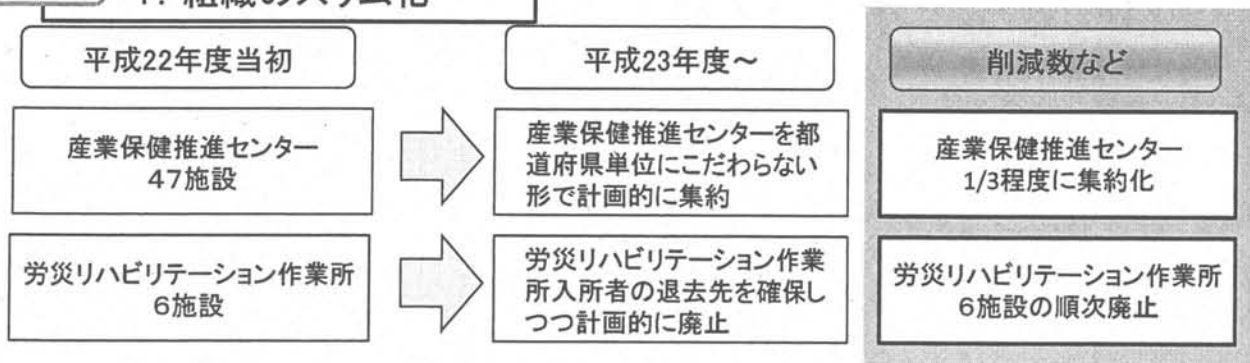 1. 組織のスリム化
平成22年度当初
平成23年度～
削減数など
産業保健推進センター
47施設
産業保健推進センターを都
道府県単位にこだわらない
形で計画的に集約
産業保健推進センター
1/3程度に集約化
労災リハビリテーション作業所
6施設
労災リハビリテーション作業
所入所者の退去先を確保し
つつ計画的に廃止
労災リハビリテーション作業所
6施設の順次廃止